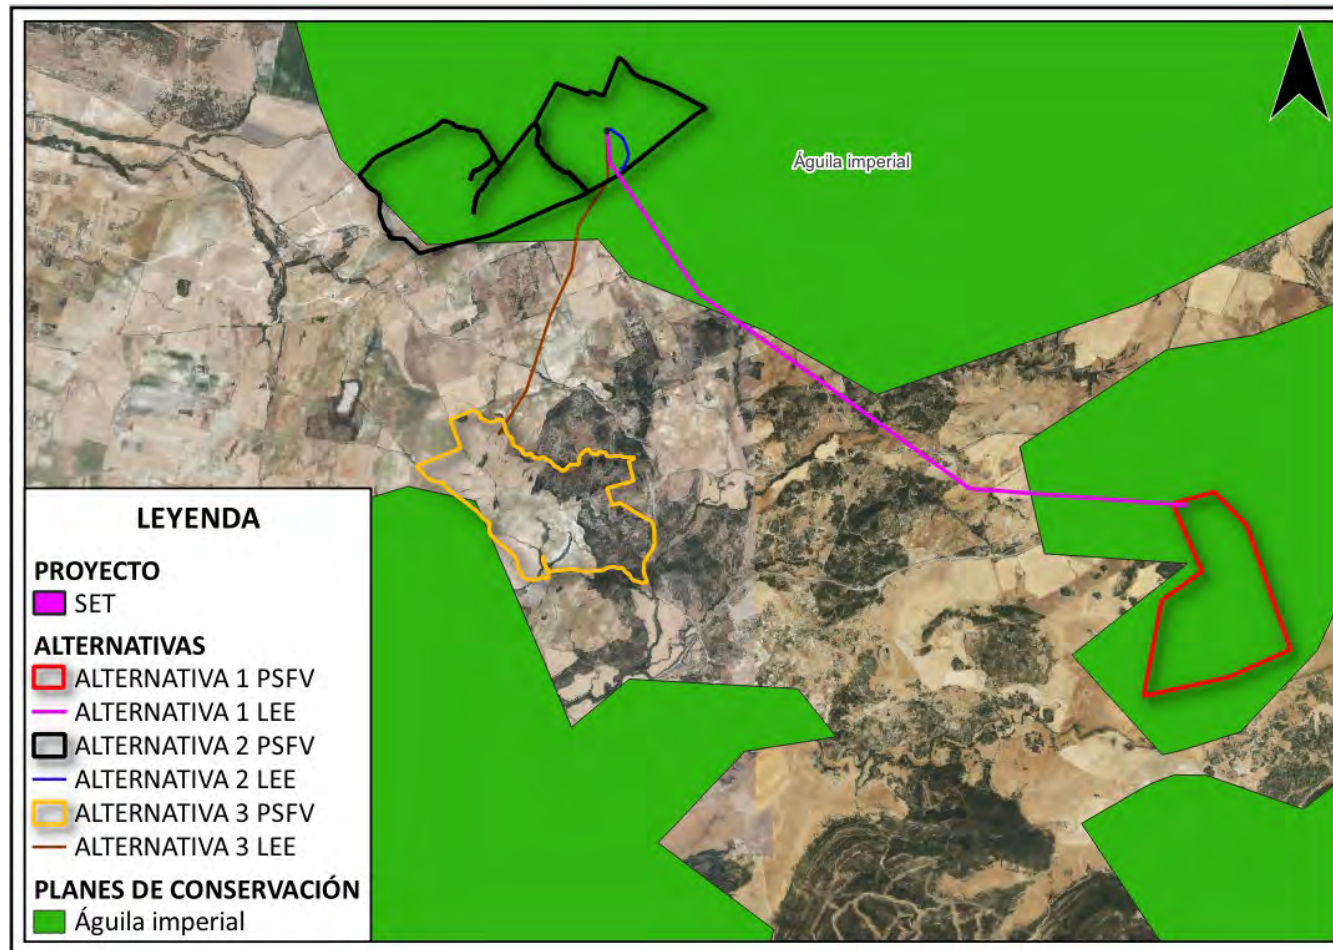 Águila imperial
LEYENDA
PROYECTO
SET
ALTERNATIVAS
ALTERNATIVA 1 PSFV
ALTERNATIVA 1 LEE
ALTERNATIVA 2 PSFV
ALTERNATIVA 2 LEE
ALTERNATIVA 3 PSFV
ALTERNATIVA 3 LEE
PLANES DE CONSERVACIÓN
Águila imperial